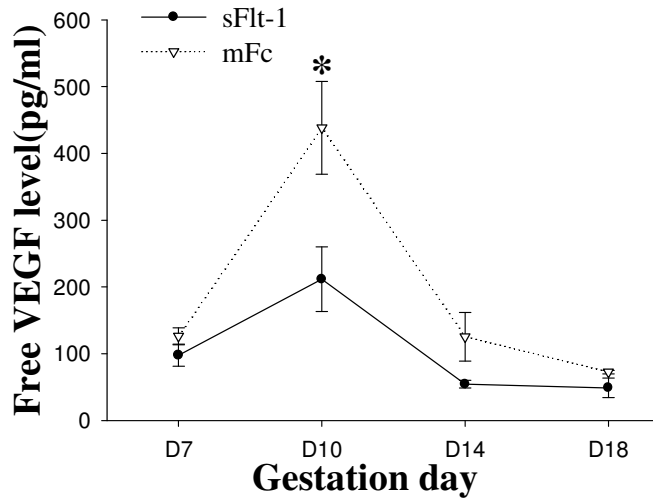 sFlt-1
mFc
*
Free VEGF level(pg/ml)
600
500
400
300
200
100
0
D7 D10 D14 D18
Gestation day